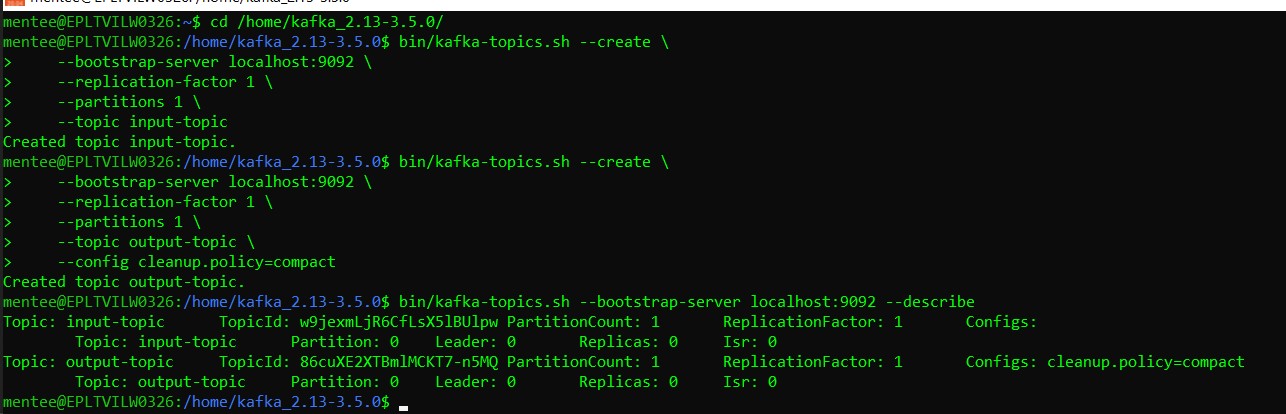 mentee@EPLTVILW0326:~$ cd /home/kafka_2.13-3.5.0/
mentee@EPLTVILW0326:/home/kafka_2.13-3.5.0$ bin/kafka-topics.sh --create \
>     --bootstrap-server localhost:9092 \
>     --replication-factor 1 \
>     --partitions 1 \
>     --topic input-topic
Created topic input-topic.
mentee@EPLTVILW0326:/home/kafka_2.13-3.5.0$ bin/kafka-topics.sh --create \
>     --bootstrap-server localhost:9092 \
>     --replication-factor 1 \
>     --partitions 1 \
>     --topic output-topic \
>     --config cleanup.policy=compact
Created topic output-topic.
mentee@EPLTVILW0326:/home/kafka_2.13-3.5.0$ bin/kafka-topics.sh --bootstrap-server localhost:9092 --describe
Topic: input-topic      TopicId: w9jexmLjR6CfLsX5lBUlpw PartitionCount: 1       ReplicationFactor: 1       Configs:
        Topic: input-topic      Partition: 0    Leader: 0       Replicas: 0     Isr: 0
Topic: output-topic     TopicId: 86cuXE2XTBmlMCKT7-n5MQ PartitionCount: 1       ReplicationFactor: 1       Configs: cleanup.policy=compact
        Topic: output-topic     Partition: 0    Leader: 0       Replicas: 0     Isr: 0
mentee@EPLTVILW0326:/home/kafka_2.13-3.5.0$